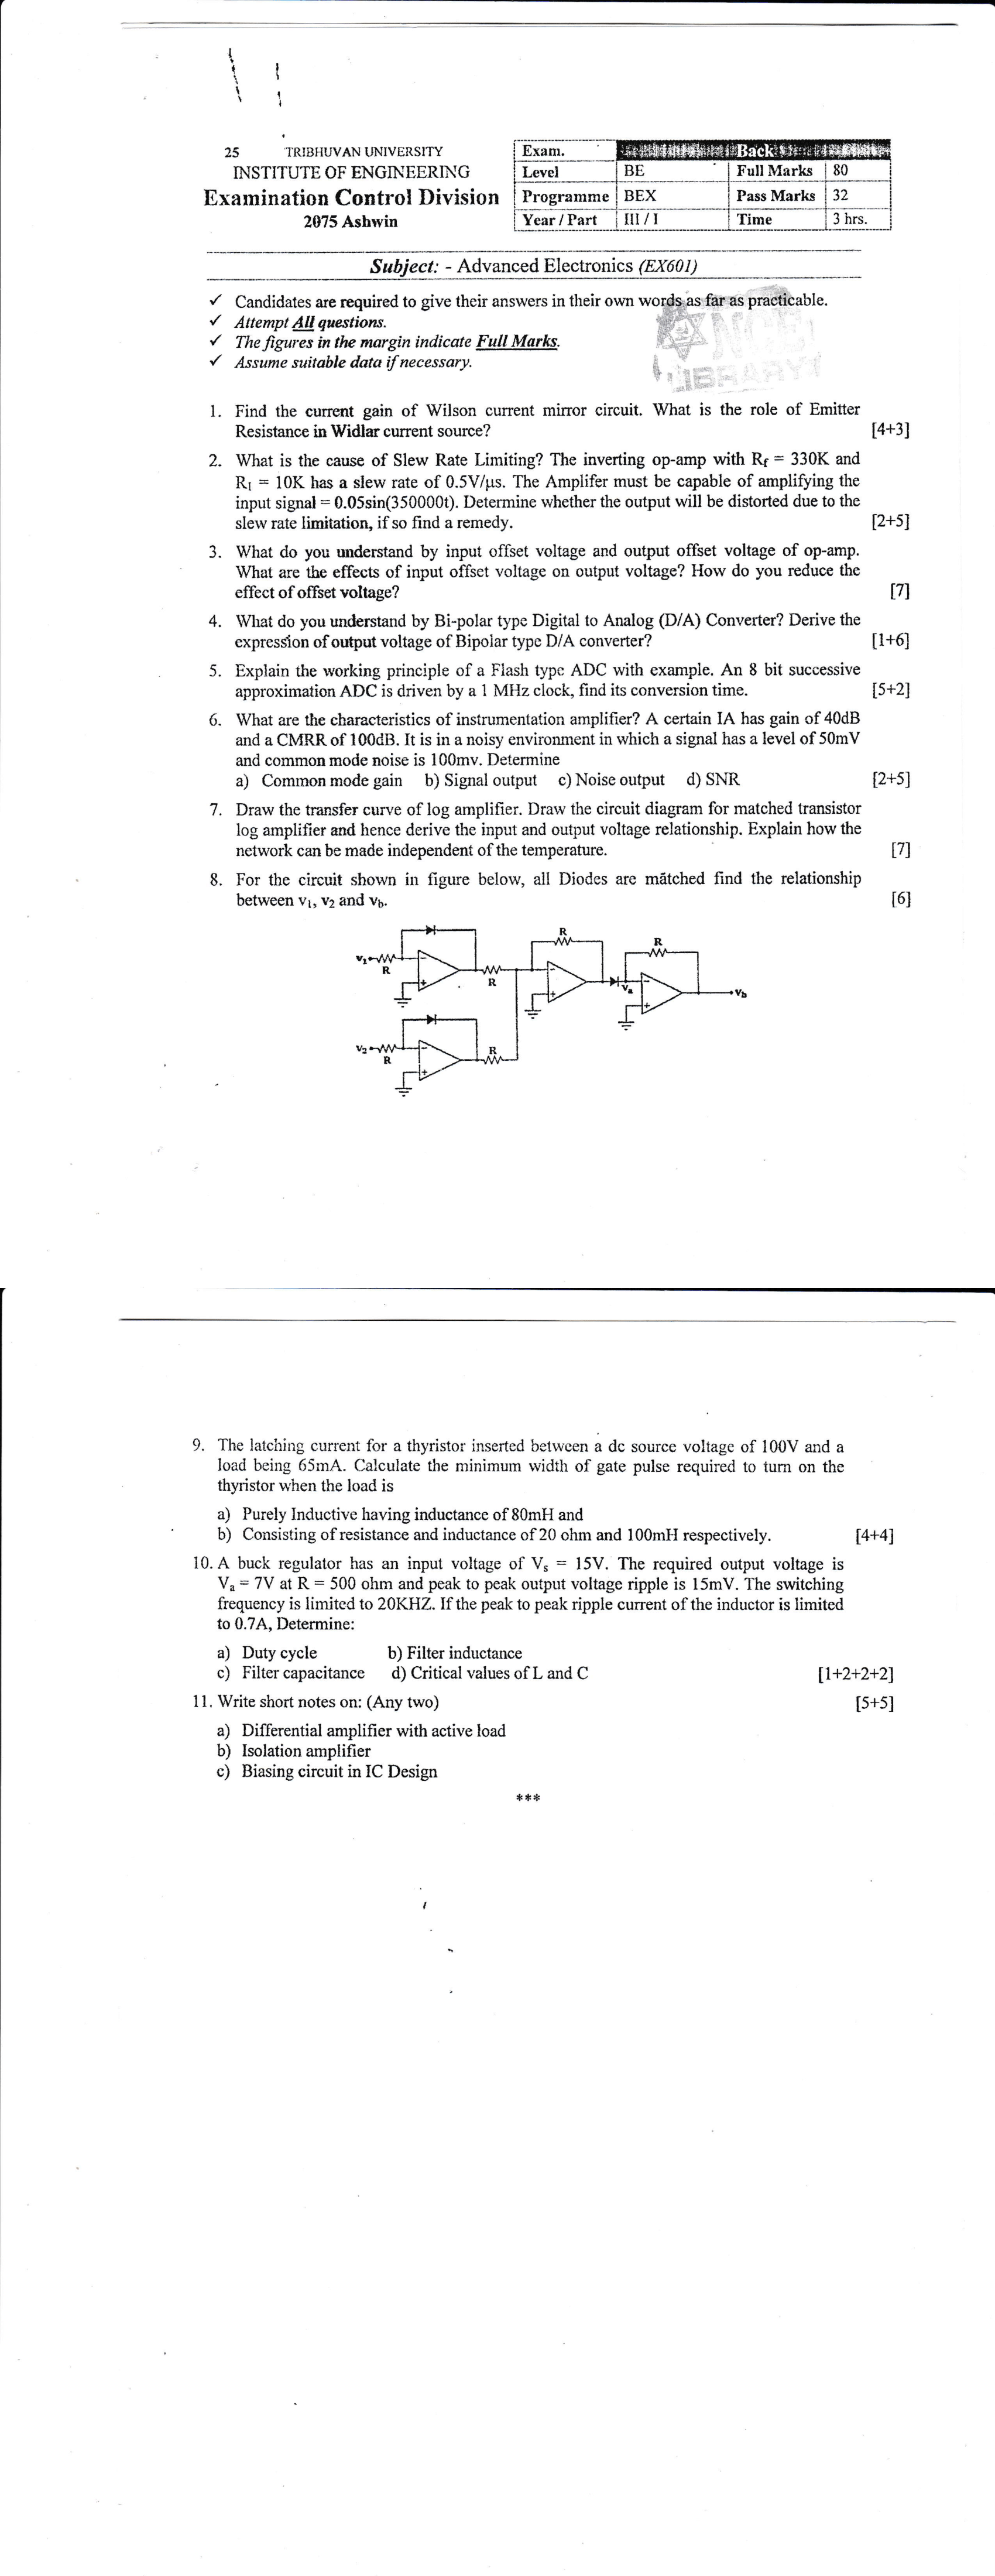 25 TRIBHUVAN UNIVERSITY
INSTITUTE OF ENGINEERING
Examination Control Division
2075 Ashwin
Exam. Back
Level BE Full Marks 80
Programme BEX Pass Marks 32
Year / Part III / I Time 3 hrs.
Subject: - Advanced Electronics (EX601)
✓ Candidates are required to give their answers in their own words as far as practicable.
✓ Attempt All questions.
✓ The figures in the margin indicate Full Marks.
✓ Assume suitable data if necessary.
NCE
LIBRARY
1. Find the current gain of Wilson current mirror circuit. What is the role of Emitter
Resistance in Widlar current source? [4+3]
2. What is the cause of Slew Rate Limiting? The inverting op-amp with Rf = 330K and
R1 = 10K has a slew rate of 0.5V/μs. The Amplifer must be capable of amplifying the
input signal = 0.05sin(350000t). Determine whether the output will be distorted due to the
slew rate limitation, if so find a remedy. [2+5]
3. What do you understand by input offset voltage and output offset voltage of op-amp.
What are the effects of input offset voltage on output voltage? How do you reduce the
effect of offset voltage? [7]
4. What do you understand by Bi-polar type Digital to Analog (D/A) Converter? Derive the
expression of output voltage of Bipolar type D/A converter? [1+6]
5. Explain the working principle of a Flash type ADC with example. An 8 bit successive
approximation ADC is driven by a 1 MHz clock, find its conversion time. [5+2]
6. What are the characteristics of instrumentation amplifier? A certain IA has gain of 40dB
and a CMRR of 100dB. It is in a noisy environment in which a signal has a level of 50mV
and common mode noise is 100mv. Determine
a) Common mode gain b) Signal output c) Noise output d) SNR [2+5]
7. Draw the transfer curve of log amplifier. Draw the circuit diagram for matched transistor
log amplifier and hence derive the input and output voltage relationship. Explain how the
network can be made independent of the temperature. [7]
8. For the circuit shown in figure below, all Diodes are matched find the relationship
between v1, v2 and vb. [6]
R
R
v1
R
R
va
vb
v2
R
R
9. The latching current for a thyristor inserted between a dc source voltage of 100V and a
load being 65mA. Calculate the minimum width of gate pulse required to turn on the
thyristor when the load is
a) Purely Inductive having inductance of 80mH and
b) Consisting of resistance and inductance of 20 ohm and 100mH respectively. [4+4]
10. A buck regulator has an input voltage of Vs = 15V. The required output voltage is
Va = 7V at R = 500 ohm and peak to peak output voltage ripple is 15mV. The switching
frequency is limited to 20KHZ. If the peak to peak ripple current of the inductor is limited
to 0.7A, Determine:
a) Duty cycle b) Filter inductance
c) Filter capacitance d) Critical values of L and C [1+2+2+2]
11. Write short notes on: (Any two) [5+5]
a) Differential amplifier with active load
b) Isolation amplifier
c) Biasing circuit in IC Design
***